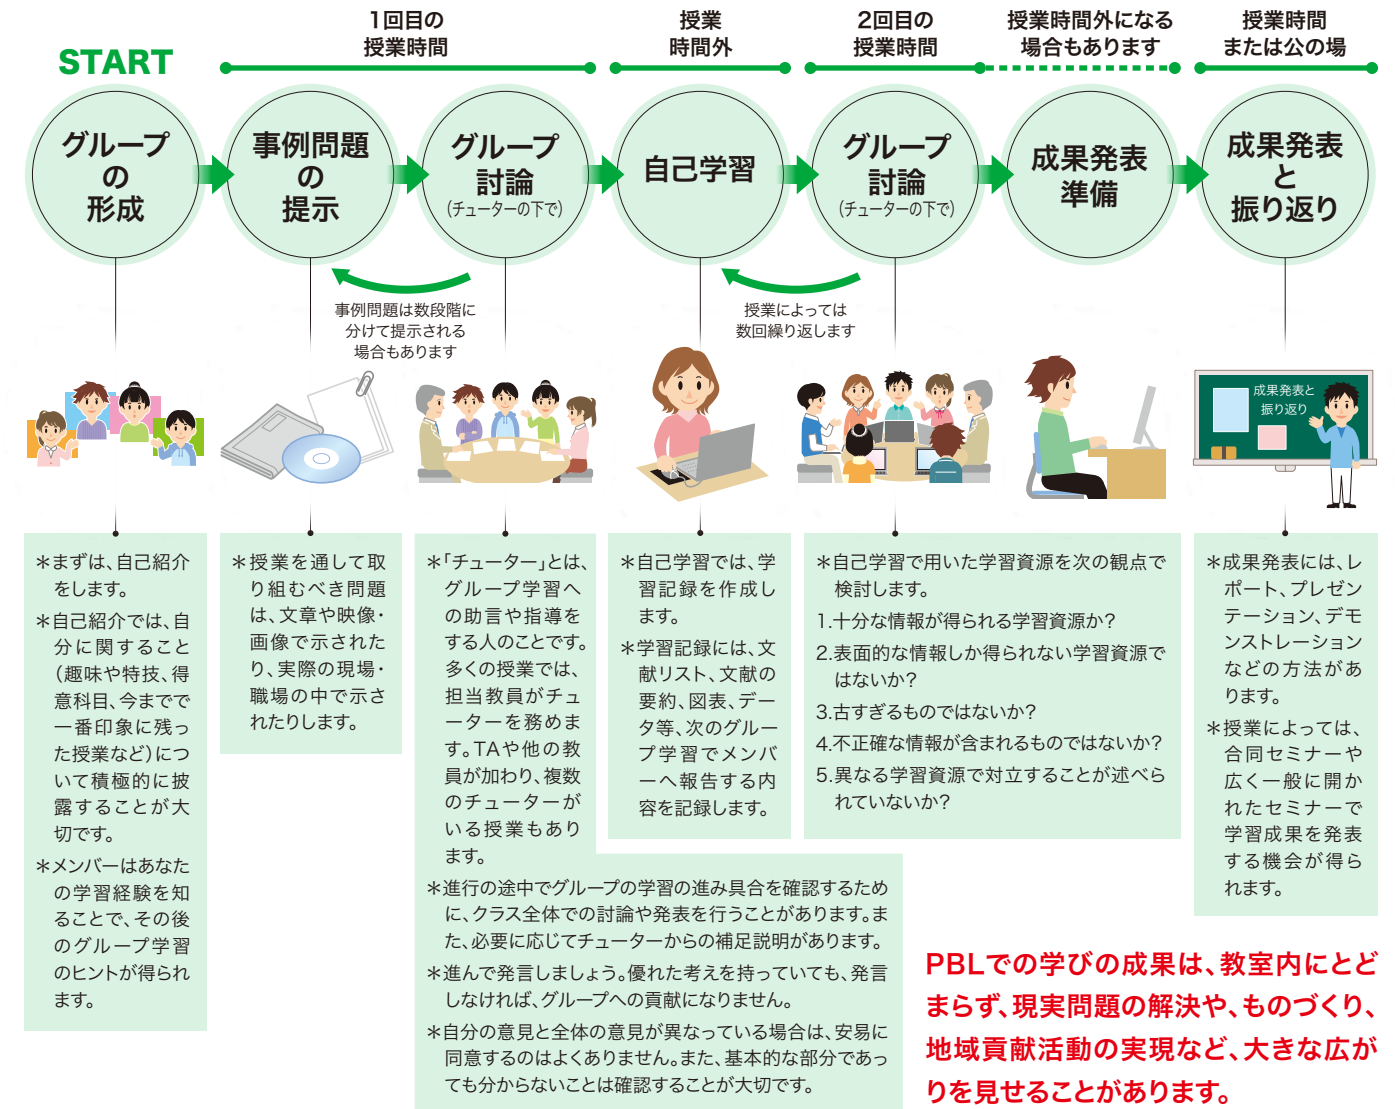 START
1回目の
授業時間
授業
時間外
2回目の
授業時間
授業時間外になる
場合もあります
授業時間
または公の場
グループ
の
形成
事例問題
の
提示
グループ
討論
(チューターの下で)
自己学習
グループ
討論
(チューターの下で)
成果発表
準備
成果発表
と
振り返り
事例問題は数段階に
分けて提示される
場合もあります
授業によっては
数回繰り返します
成果発表と
振り返り
＊まずは、自己紹介
をします。
＊自己紹介では、自
分に関すること
（趣味や特技、得
意科目、今までで
一番印象に残っ
た授業など）につ
いて積極的に披
露することが大
切です。
＊メンバーはあなた
の学習経験を知
ることで、その後
のグループ学習
のヒントが得られ
ます。
＊授業を通して取
り組むべき問題
は、文章や映像・
画像で示された
り、実際の現場・
職場の中で示さ
れたりします。
＊「チューター」とは、
グループ学習へ
の助言や指導を
する人のことです。
多くの授業では、
担当教員がチュ
ーターを務めま
す。TAや他の教
員が加わり、複数
のチューターが
いる授業もあり
ます。
＊進行の途中でグループの学習の進み具合を確認するため
に、クラス全体での討論や発表を行うことがあります。ま
た、必要に応じてチューターからの補足説明があります。
＊進んで発言しましょう。優れた考えを持っていても、発言
しなければ、グループへの貢献になりません。
＊自分の意見と全体の意見が異なっている場合は、安易に
同意するのはよくありません。また、基本的な部分であっ
ても分からないことは確認することが大切です。
＊自己学習では、学
習記録を作成し
ます。
＊学習記録には、文
献リスト、文献の
要約、図表、デー
タ等、次のグルー
プ学習でメンバ
ーへ報告する内
容を記録します。
＊自己学習で用いた学習資源を次の観点で
検討します。
1.十分な情報が得られる学習資源か？
2.表面的な情報しか得られない学習資源で
はないか？
3.古すぎるものではないか？
4.不正確な情報が含まれるものではないか？
5.異なる学習資源で対立することが述べら
れていないか？
＊成果発表には、レ
ポート、プレゼン
テーション、デモ
ンストレーション
などの方法があ
ります。
＊授業によっては、
合同セミナーや
広く一般に開か
れたセミナーで
学習成果を発表
する機会が得ら
れます。
PBLでの学びの成果は、教室内にとど
まらず、現実問題の解決や、ものづくり、
地域貢献活動の実現など、大きな広が
りを見せることがあります。